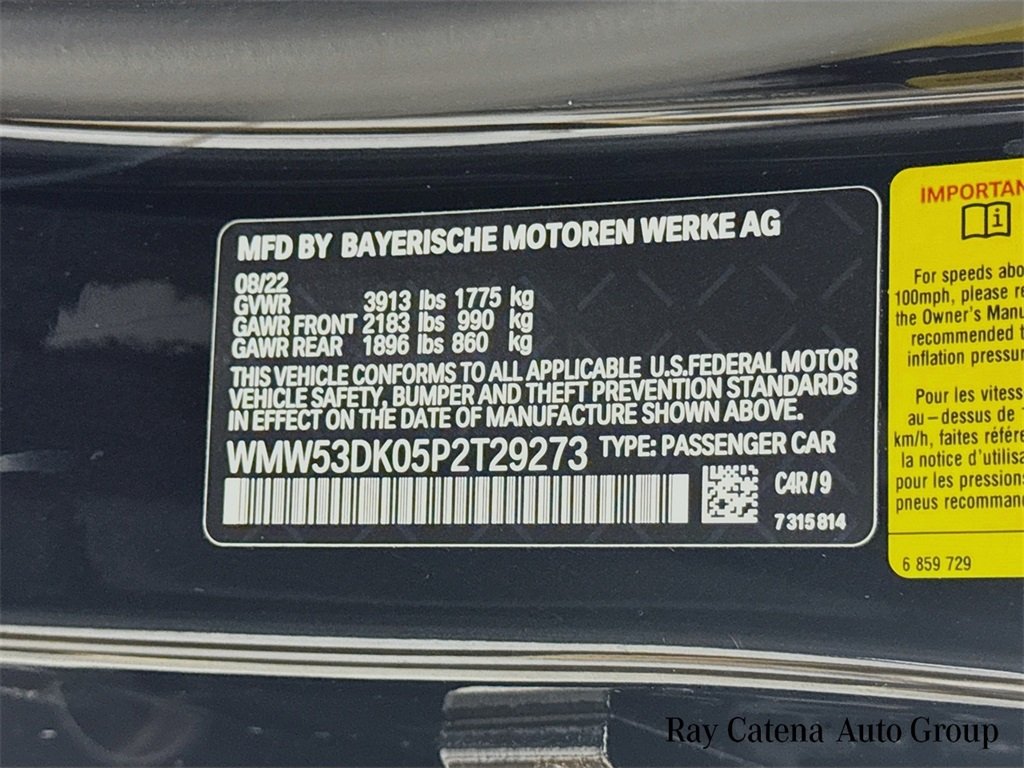 MFD BY BAYERISCHE MOTOREN WERKE AG
08/22
GVWR 3913 lbs 1775 kg
GAWR FRONT 2183 lbs 990 kg
GAWR REAR 1896 lbs 860 kg
THIS VEHICLE CONFORMS TO ALL APPLICABLE U.S.FEDERAL MOTOR
VEHICLE SAFETY, BUMPER AND THEFT PREVENTION STANDARDS
IN EFFECT ON THE DATE OF MANUFACTURE SHOWN ABOVE.
WMW53DK05P2T29273 TYPE: PASSENGER CAR
C4R/9
7 315 814
IMPORTAN
i
For speeds abo
100mph, please re
the Owner's Manu
recommended t
inflation pressur
Pour les vitess
au-dessus de
km/h, faites référe
la notice d'utilisa
pour les pression
pneus recomman
6 859 729
Ray Catena Auto Group